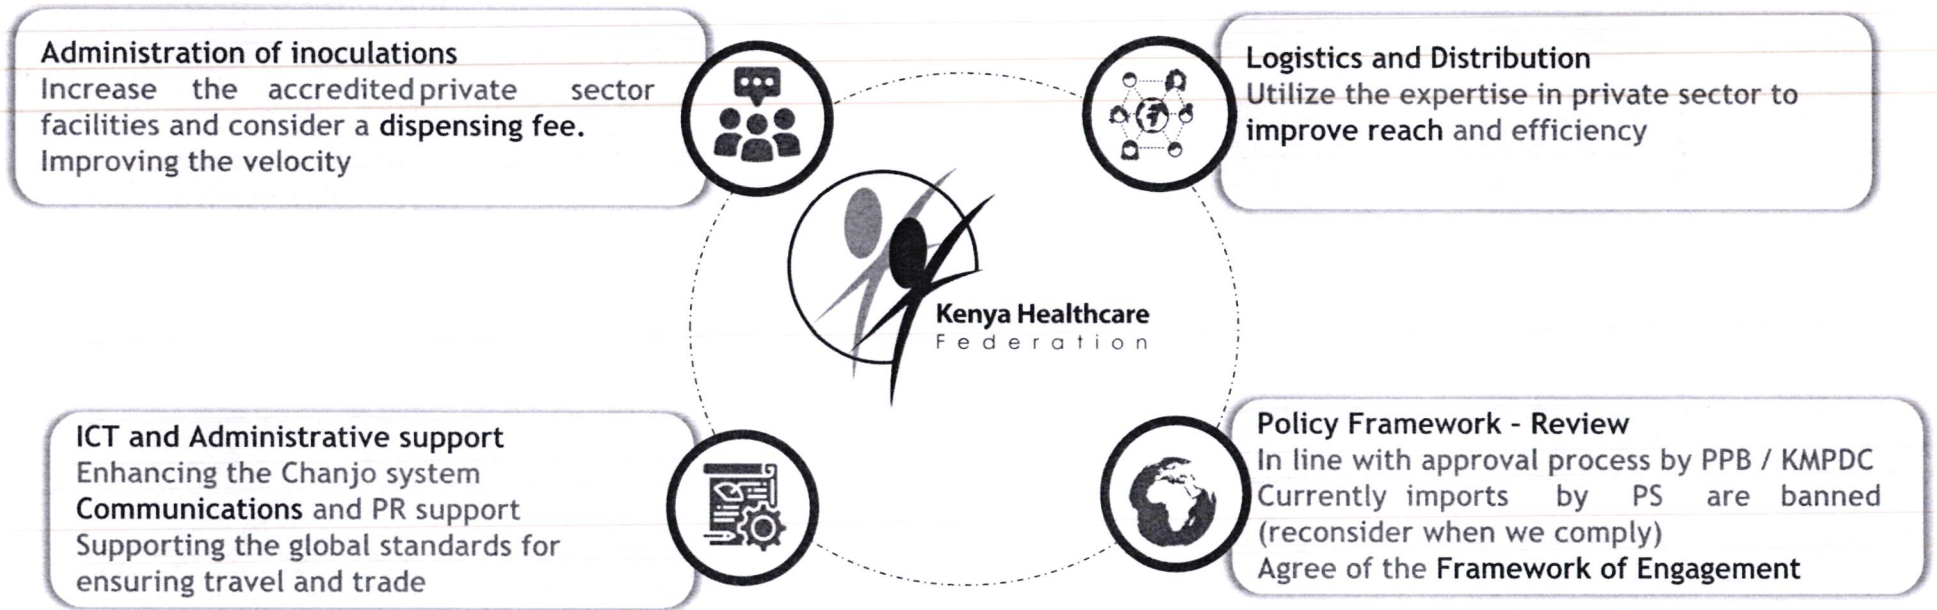 Administration of inoculations
Increase the accredited private sector
facilities and consider a dispensing fee.
Improving the velocity
Logistics and Distribution
Utilize the expertise in private sector to
improve reach and efficiency
Kenya Healthcare
Federation
ICT and Administrative support
Enhancing the Chanjo system
Communications and PR support
Supporting the global standards for
ensuring travel and trade
Policy Framework - Review
In line with approval process by PPB / KMPDC
Currently imports by PS are banned
(reconsider when we comply)
Agree of the Framework of Engagement